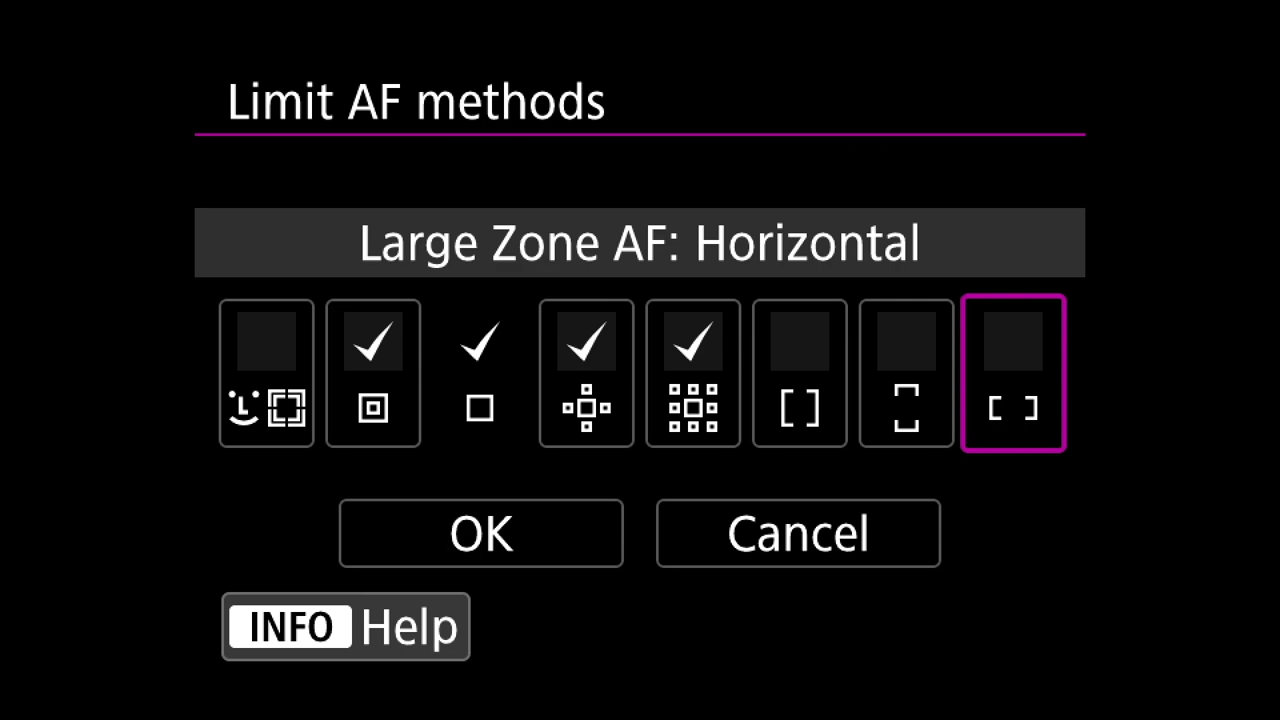 Limit AF methods
Large Zone AF: Horizontal
OK
Cancel
INFO Help